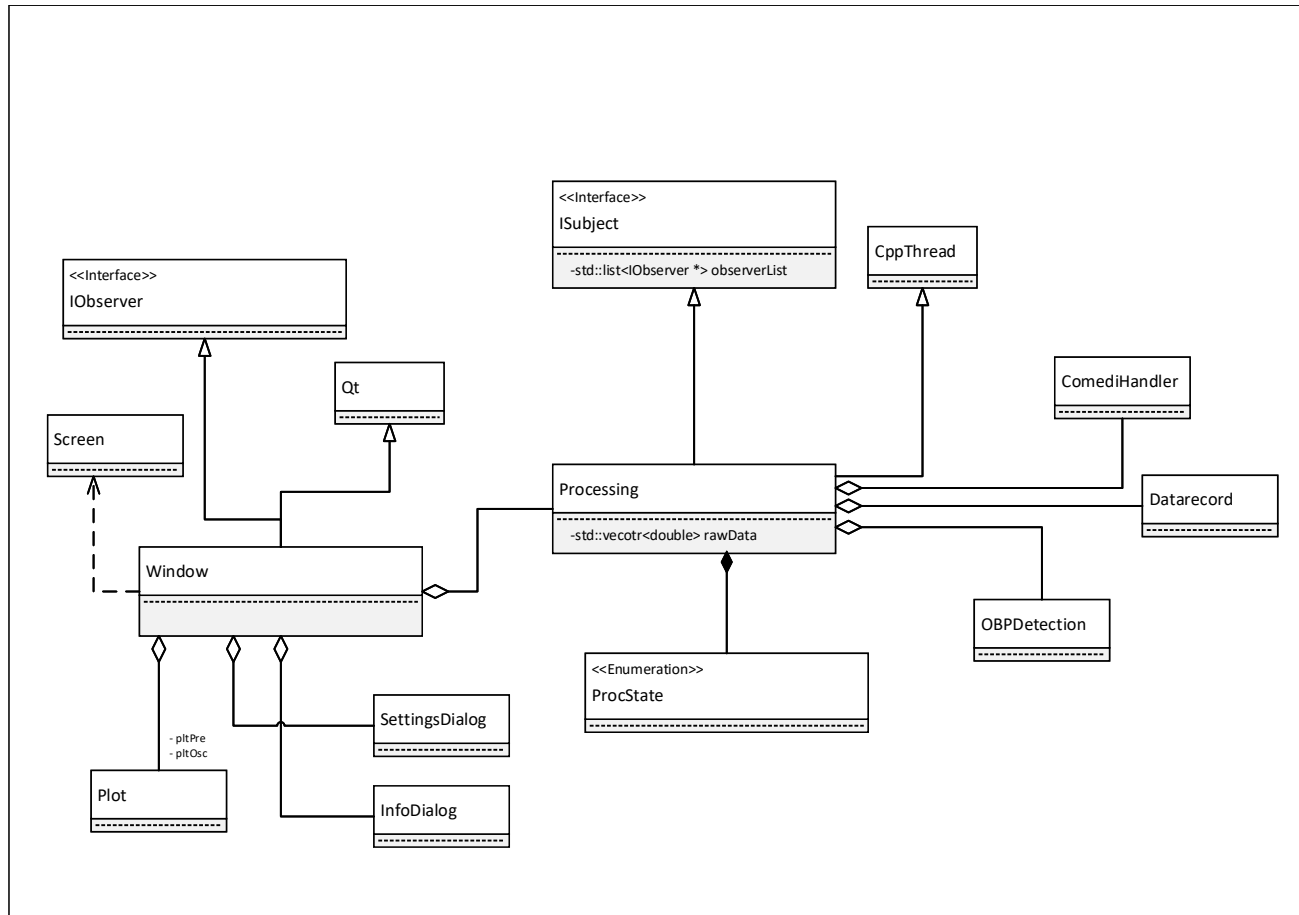 <<Interface>>
ISubject
-std::list<IObserver *> observerList
CppThread
<<Interface>>
IObserver
Qt
ComediHandler
Screen
Processing
-std::vecotr<double> rawData
Datarecord
Window
OBPDetection
<<Enumeration>>
ProcState
SettingsDialog
- pltPre
- pltOsc
Plot
InfoDialog